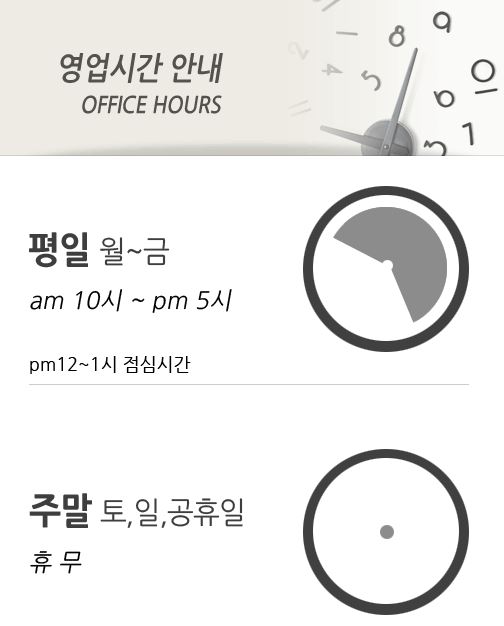 영업시간 안내
OFFICE HOURS
평일 월~금
am 10시 ~ pm 5시
pm12~1시 점심시간
주말 토,일,공휴일
휴 무